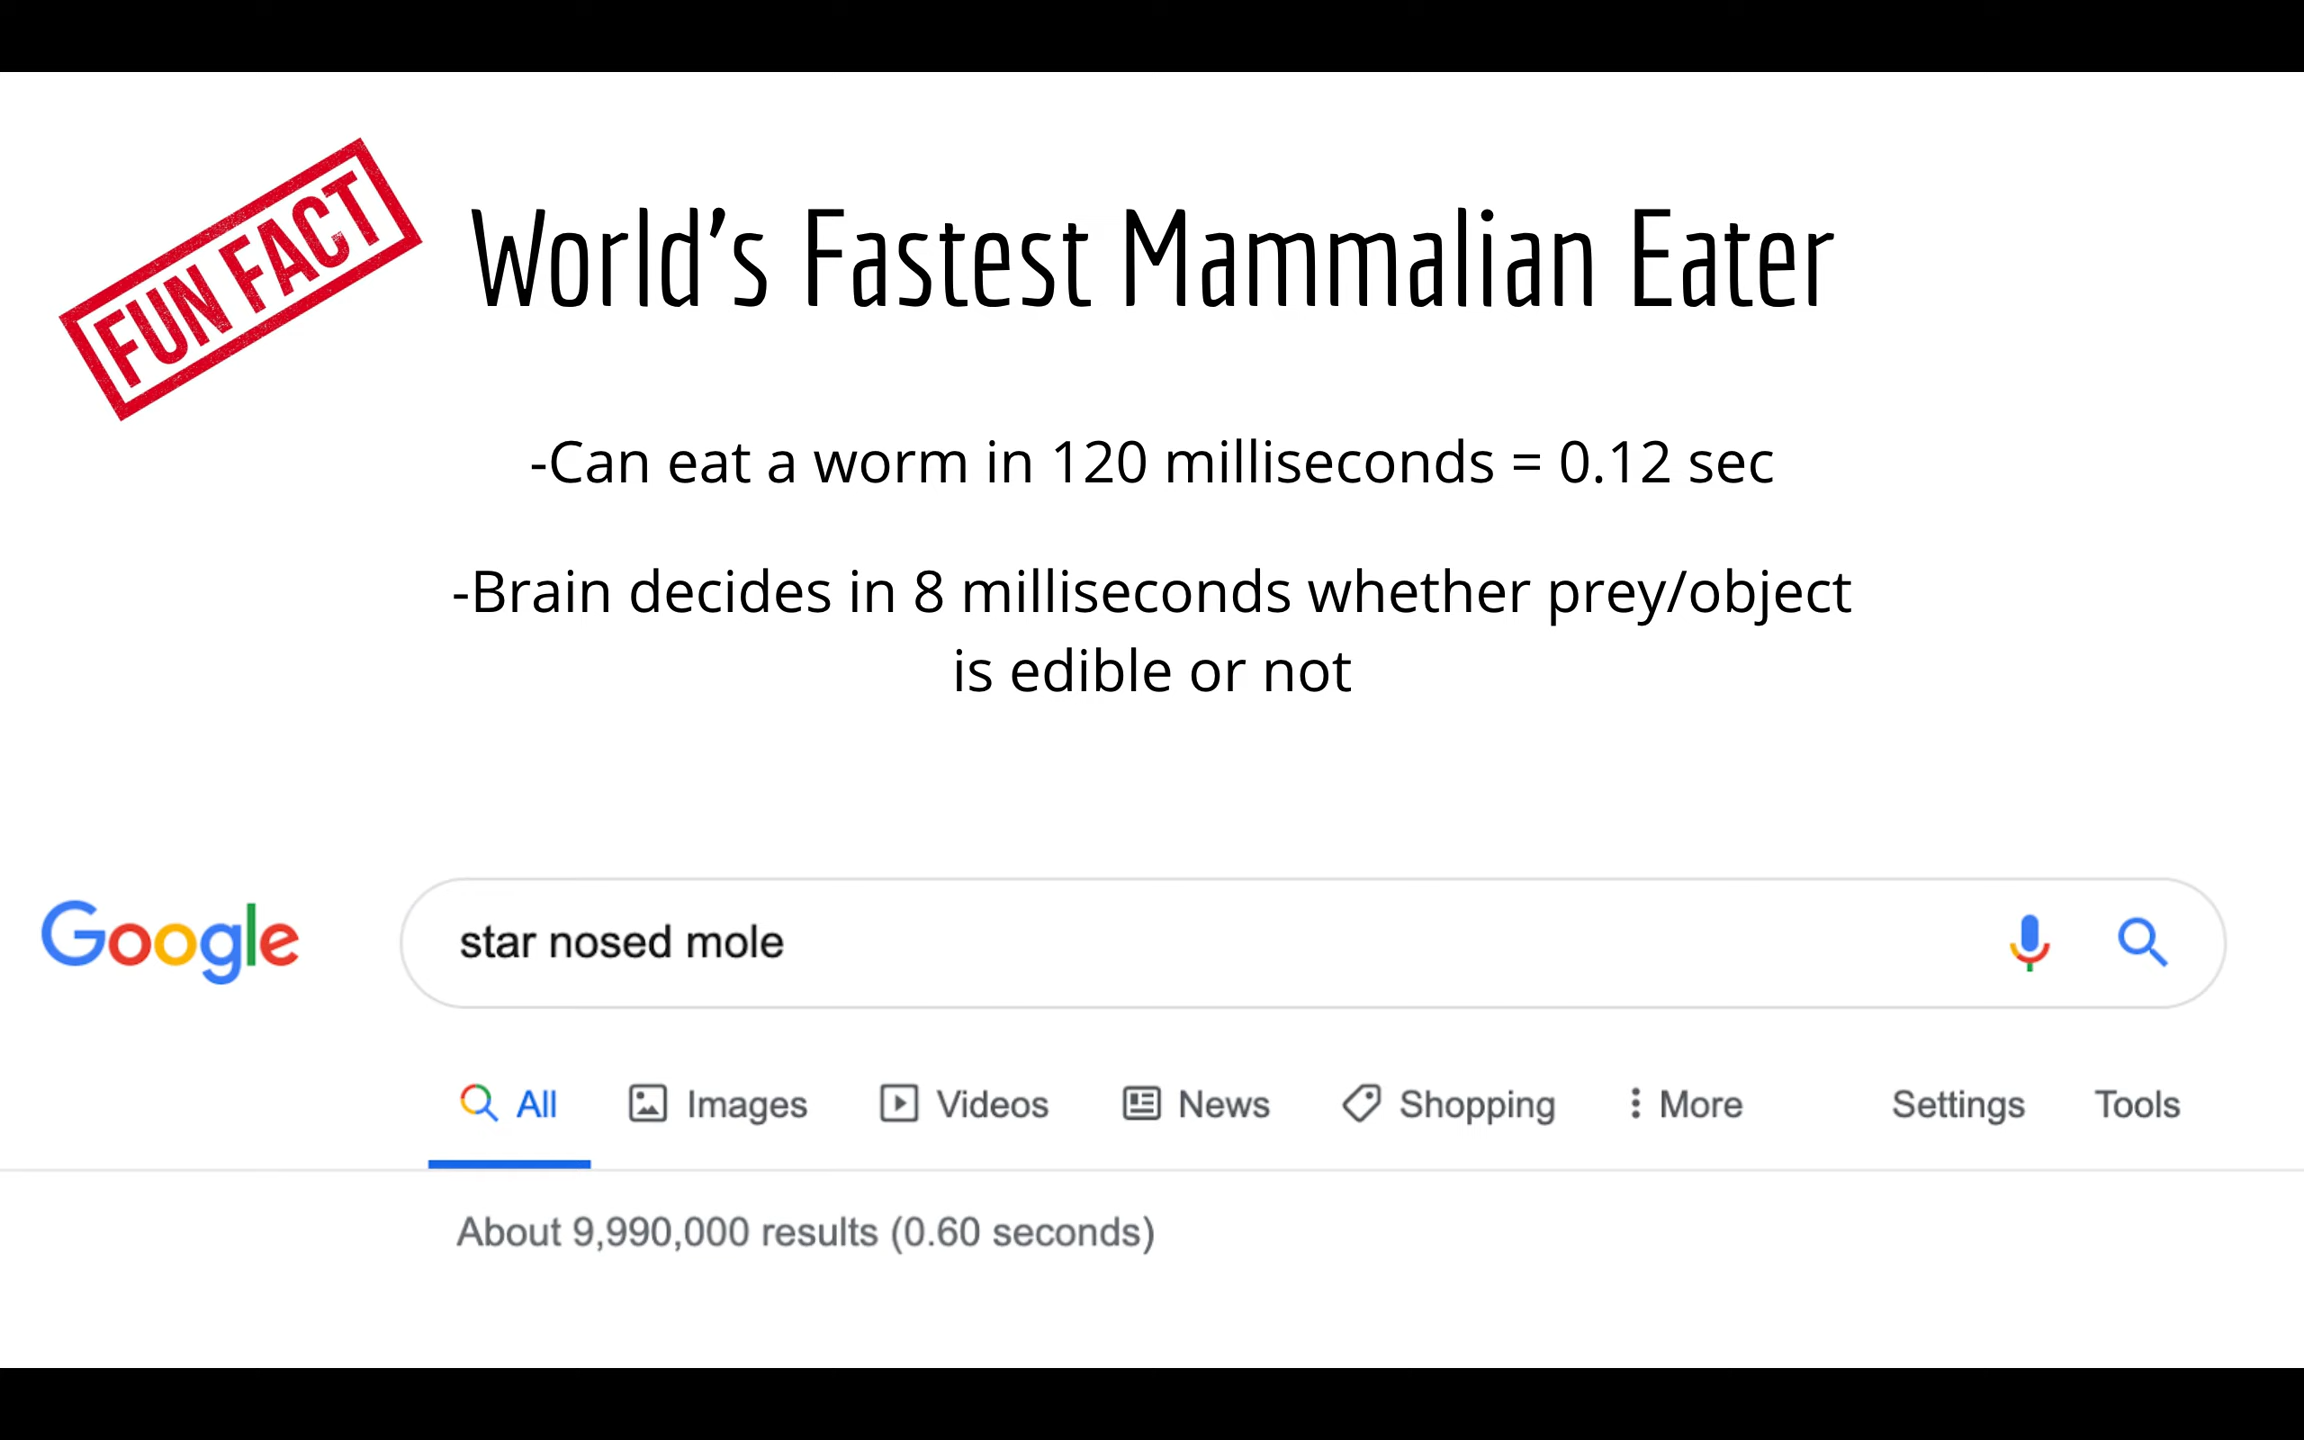 FUN FACT
World’s Fastest Mammalian Eater
-Can eat a worm in 120 milliseconds = 0.12 sec
-Brain decides in 8 milliseconds whether prey/object
is edible or not
Google star nosed mole
All Images Videos News Shopping More Settings Tools
About 9,990,000 results (0.60 seconds)